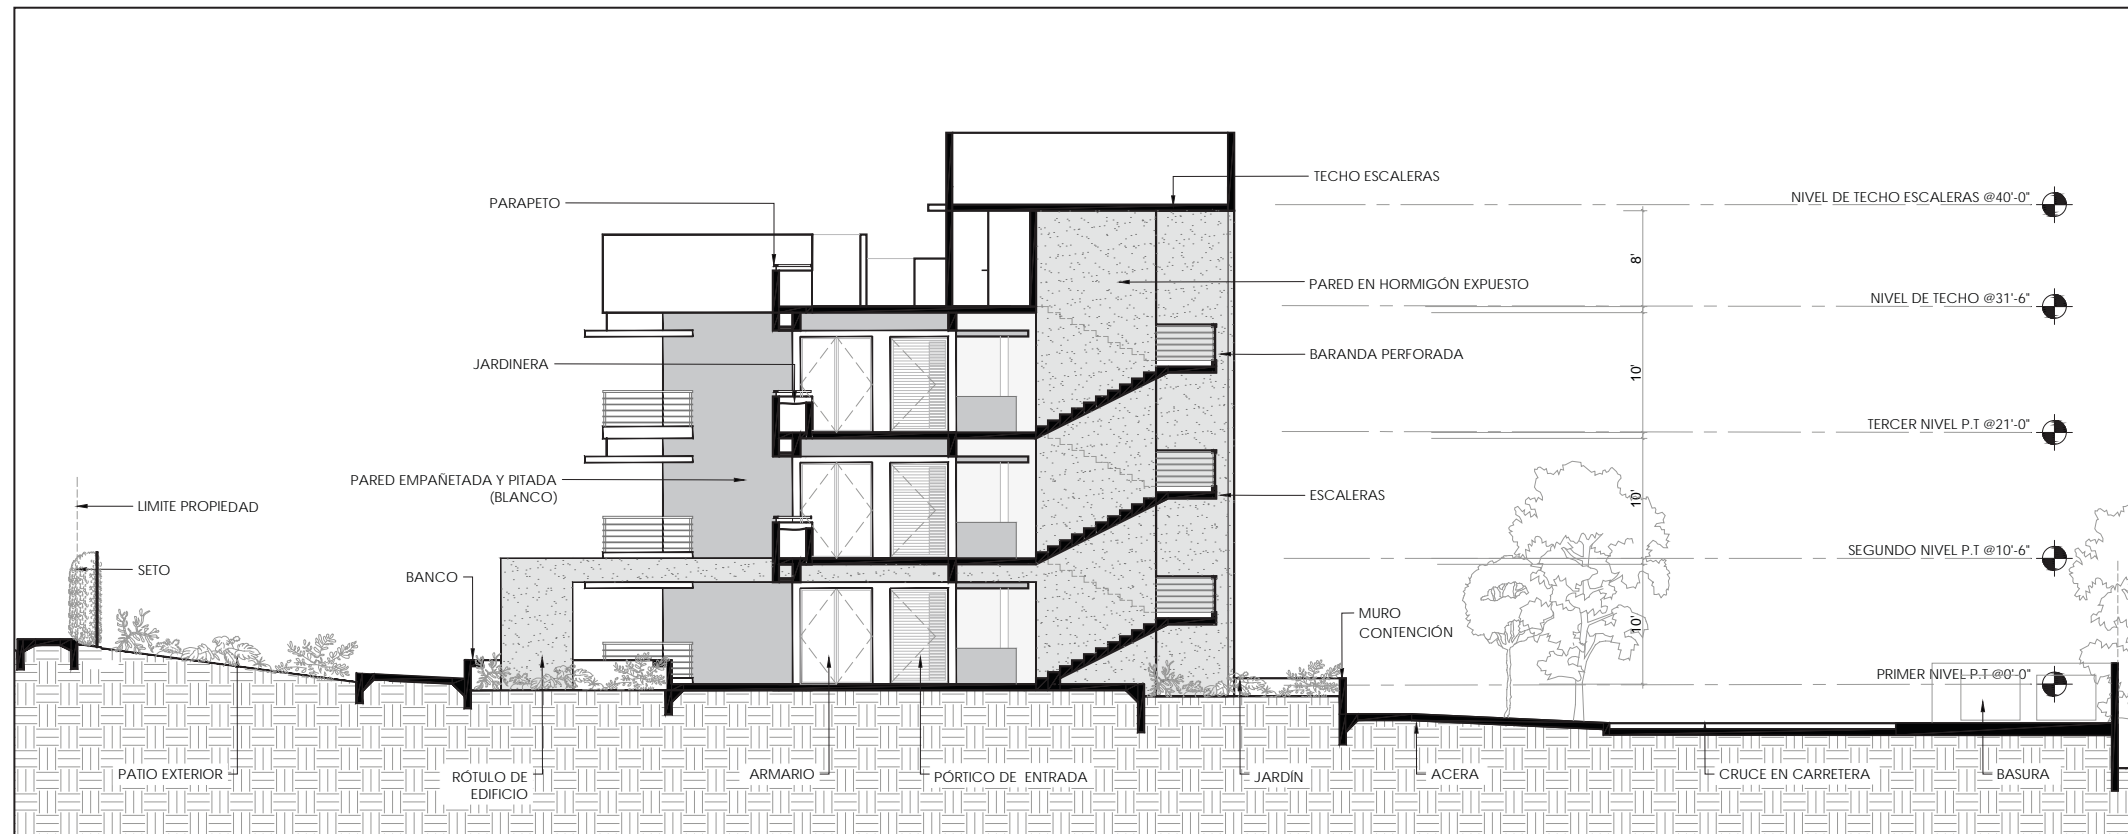 TECHO ESCALERAS
NIVEL DE TECHO ESCALERAS @40'-0"
PARAPETO
8'
PARED EN HORMIGÓN EXPUESTO
NIVEL DE TECHO @31'-6"
JARDINERA
BARANDA PERFORADA
10'
TERCER NIVEL P.T @21'-0"
PARED EMPAÑETADA Y PITADA
(BLANCO)
ESCALERAS
10'
LIMITE PROPIEDAD
SEGUNDO NIVEL P.T @10'-6"
SETO
BANCO
MURO
CONTENCIÓN
10'
PRIMER NIVEL P.T @0'-0"
PATIO EXTERIOR
RÓTULO DE
EDIFICIO
ARMARIO
PÓRTICO DE ENTRADA
JARDÍN
ACERA
CRUCE EN CARRETERA
BASURA